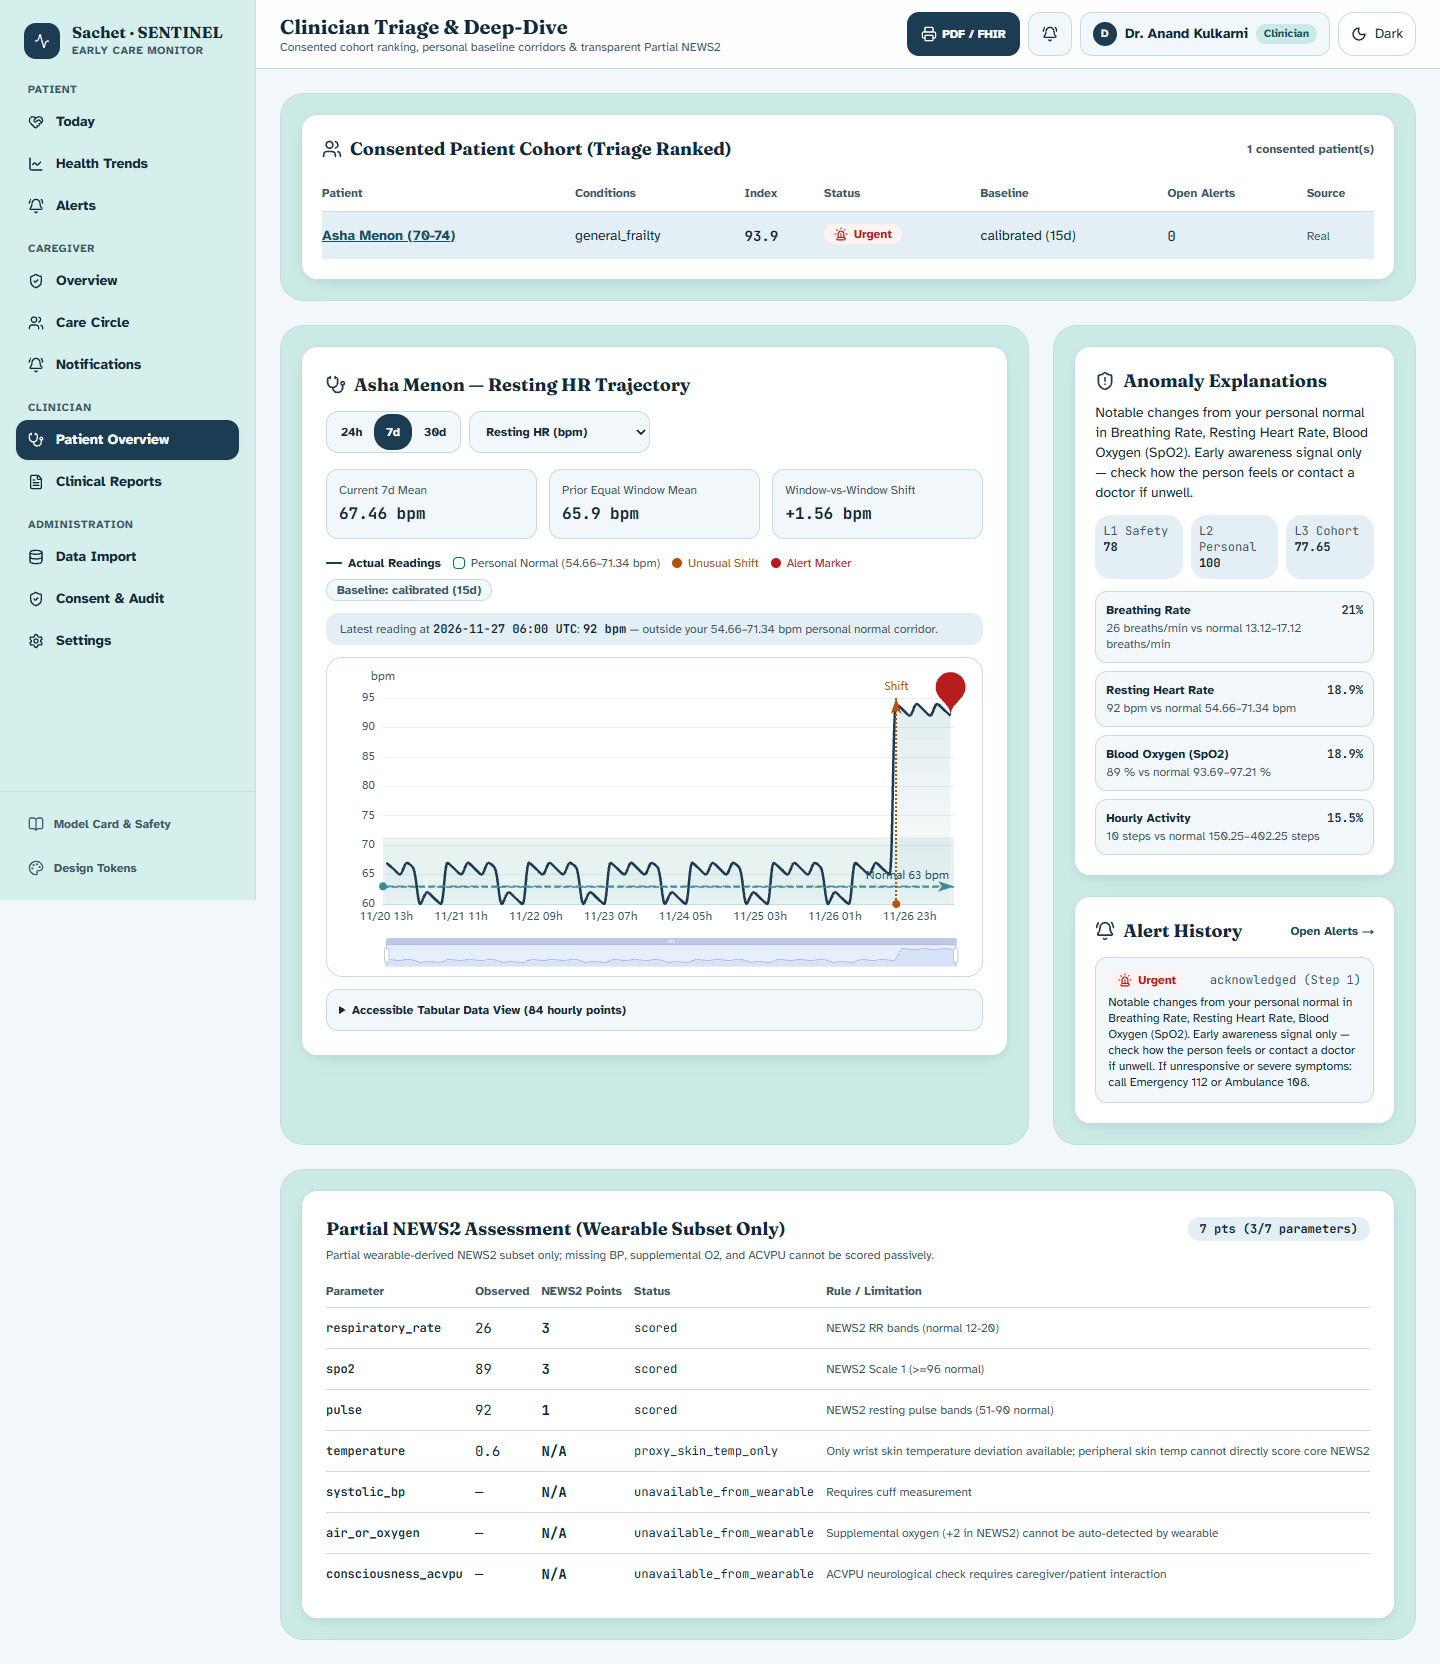 Sachet · SENTINEL
EARLY CARE MONITOR
PATIENT
Today
Health Trends
Alerts
CAREGIVER
Overview
Care Circle
Notifications
CLINICIAN
Patient Overview
Clinical Reports
ADMINISTRATION
Data Import
Consent & Audit
Settings
Model Card & Safety
Design Tokens
Clinician Triage & Deep-Dive
Consented cohort ranking, personal baseline corridors & transparent Partial NEWS2
PDF / FHIR
D Dr. Anand Kulkarni Clinician
Dark
Consented Patient Cohort (Triage Ranked)
1 consented patient(s)
Patient Conditions Index Status Baseline Open Alerts Source
Asha Menon (70-74) general_frailty 93.9 Urgent calibrated (15d) 0 Real
Asha Menon — Resting HR Trajectory
24h 7d 30d Resting HR (bpm)
Current 7d Mean
67.46 bpm
Prior Equal Window Mean
65.9 bpm
Window-vs-Window Shift
+1.56 bpm
Actual Readings Personal Normal (54.66–71.34 bpm) Unusual Shift Alert Marker
Baseline: calibrated (15d)
Latest reading at 2026-11-27 06:00 UTC: 92 bpm — outside your 54.66–71.34 bpm personal normal corridor.
bpm
Shift
95
90
85
80
75
70
65
60
Normal 63 bpm
11/20 13h 11/21 11h 11/22 09h 11/23 07h 11/24 05h 11/25 03h 11/26 01h 11/26 23h
Accessible Tabular Data View (84 hourly points)
Anomaly Explanations
Notable changes from your personal normal
in Breathing Rate, Resting Heart Rate, Blood
Oxygen (SpO2). Early awareness signal only
— check how the person feels or contact a
doctor if unwell.
L1 Safety
78
L2
Personal
100
L3 Cohort
77.65
Breathing Rate 21%
26 breaths/min vs normal 13.12–17.12
breaths/min
Resting Heart Rate 18.9%
92 bpm vs normal 54.66–71.34 bpm
Blood Oxygen (SpO2) 18.9%
89 % vs normal 93.69–97.21 %
Hourly Activity 15.5%
10 steps vs normal 150.25–402.25 steps
Alert History
Open Alerts →
Urgent acknowledged (Step 1)
Notable changes from your personal normal in
Breathing Rate, Resting Heart Rate, Blood
Oxygen (SpO2). Early awareness signal only —
check how the person feels or contact a doctor
if unwell. If unresponsive or severe symptoms:
call Emergency 112 or Ambulance 108.
Partial NEWS2 Assessment (Wearable Subset Only)
7 pts (3/7 parameters)
Partial wearable-derived NEWS2 subset only; missing BP, supplemental O2, and ACVPU cannot be scored passively.
Parameter Observed NEWS2 Points Status Rule / Limitation
respiratory_rate 26 3 scored NEWS2 RR bands (normal 12-20)
spo2 89 3 scored NEWS2 Scale 1 (>=96 normal)
pulse 92 1 scored NEWS2 resting pulse bands (51-90 normal)
temperature 0.6 N/A proxy_skin_temp_only Only wrist skin temperature deviation available; peripheral skin temp cannot directly score core NEWS2
systolic_bp — N/A unavailable_from_wearable Requires cuff measurement
air_or_oxygen — N/A unavailable_from_wearable Supplemental oxygen (+2 in NEWS2) cannot be auto-detected by wearable
consciousness_acvpu — N/A unavailable_from_wearable ACVPU neurological check requires caregiver/patient interaction